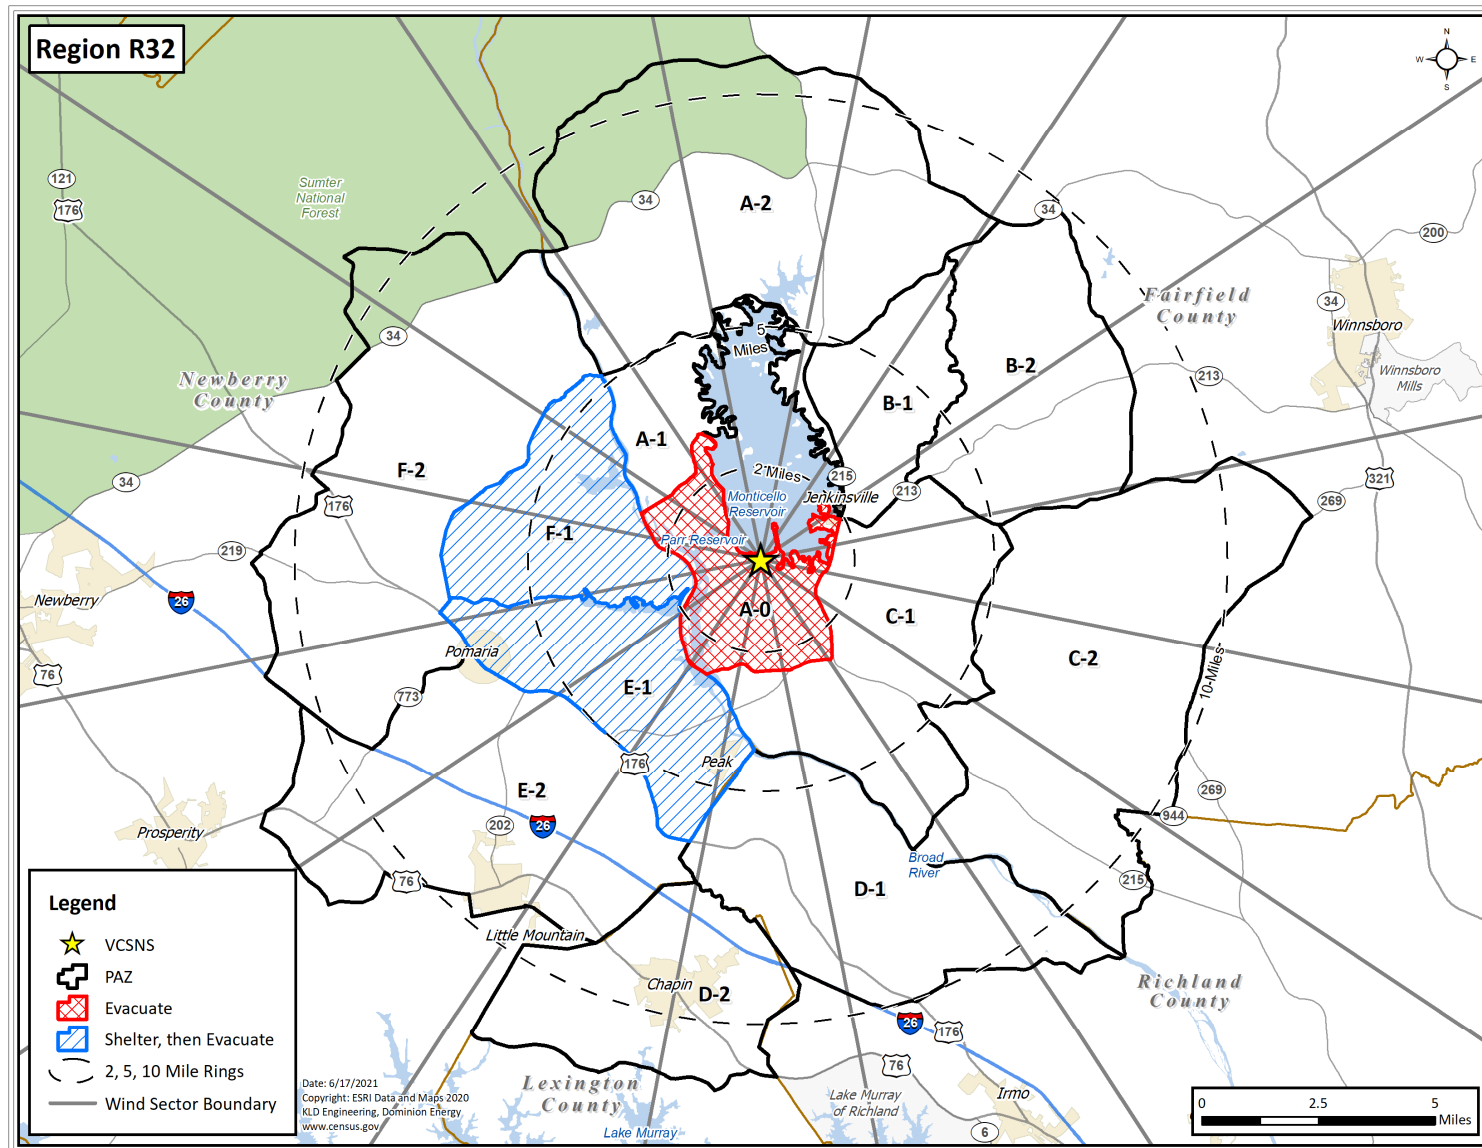 Region R32
N
W
E
S
121
176
Sumter
National
Forest
34
A-2
34
200
Fairfield
County
34
Winnsboro
Winnsboro
Mills
5
Miles
B-2
213
34
Newberry
County
B-1
A-1
F-2
34
176
2 Miles
215
Jenkinsville
213
Monticello
Reservoir
321
269
F-1
Parr Reservoir
219
26
Newberry
A-0
C-1
C-2
Pomaria
76
E-1
10 Miles
773
176
Peak
E-2
202
26
269
944
Prosperity
Broad
River
76
D-1
215
Little Mountain
Chapin
D-2
Richland
County
26
176
76
Lexington
County
Lake Murray
of Richland
Irmo
6
Lake Murray
Legend
VCSNS
PAZ
Evacuate
Shelter, then Evacuate
2, 5, 10 Mile Rings
Wind Sector Boundary
Date: 6/17/2021
Copyright: ESRI Data and Maps 2020
KLD Engineering, Dominion Energy
www.census.gov
0
2.5
5
Miles